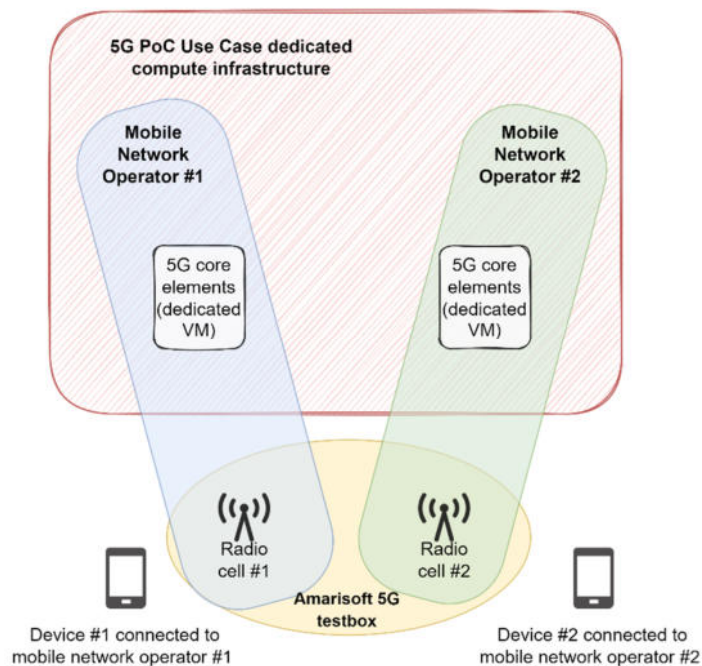 5G PoC Use Case dedicated
compute infrastructure
Mobile
Network
Operator #1
Mobile
Network
Operator #2
5G core
elements
(dedicated
VM)
5G core
elements
(dedicated
VM)
Radio
cell #1
Radio
cell #2
Amarisoft 5G
testbox
Device #1 connected to
mobile network operator #1
Device #2 connected to
mobile network operator #2